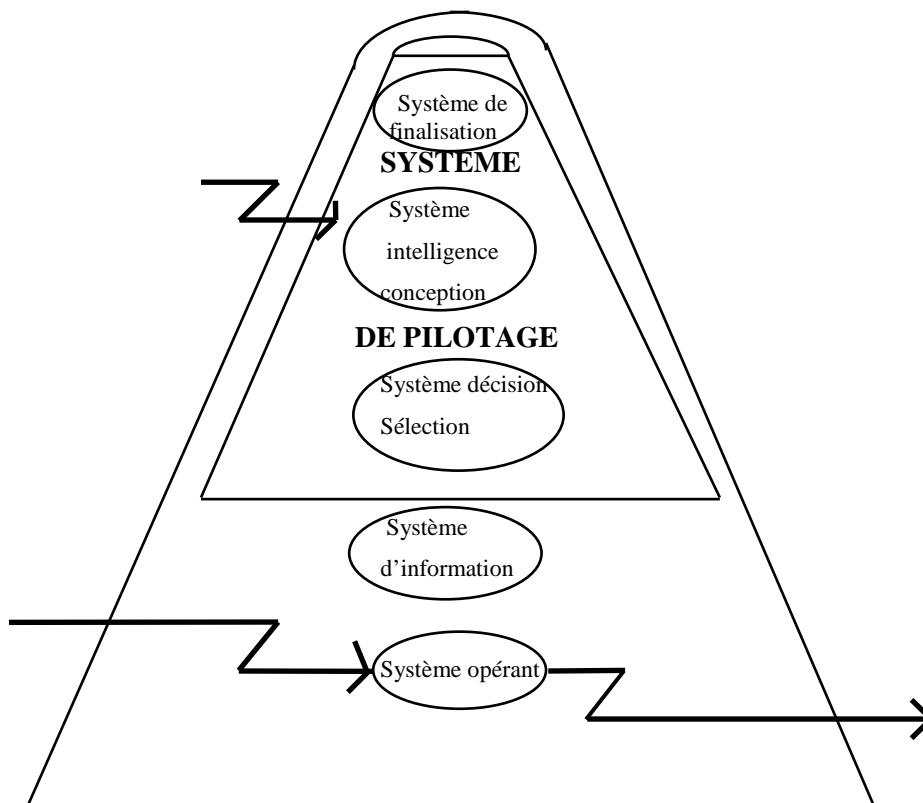 Système de
finalisation
SYSTEME
Système
intelligence
conception
DE PILOTAGE
Système décision
Sélection
Système
d’information
Système opérant